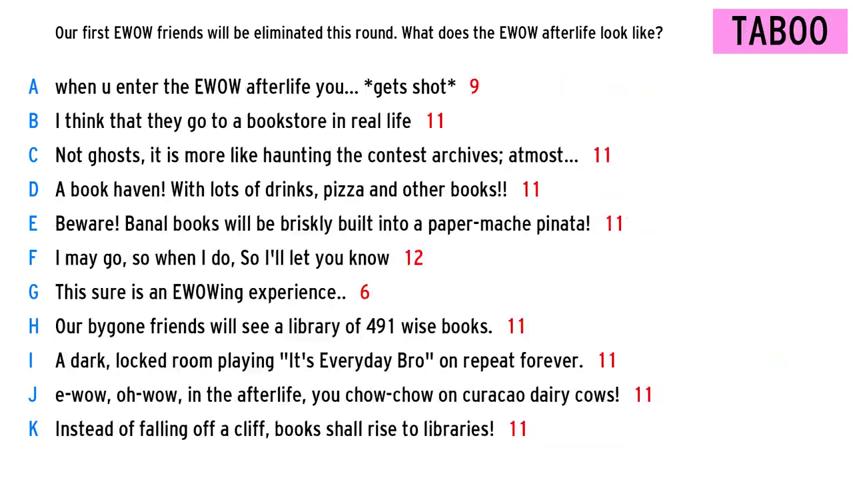 Our first EWOW friends will be eliminated this round. What does the EWOW afterlife look like?
TABOO
A when u enter the EWOW afterlife you... *gets shot* 9
B I think that they go to a bookstore in real life 11
C Not ghosts, it is more like haunting the contest archives; atmost... 11
D A book haven! With lots of drinks, pizza and other books!! 11
E Beware! Banal books will be briskly built into a paper-mache pinata! 11
F I may go, so when I do, So I'll let you know 12
G This sure is an EWOWing experience.. 6
H Our bygone friends will see a library of 491 wise books. 11
I A dark, locked room playing "It's Everyday Bro" on repeat forever. 11
J e-wow, oh-wow, in the afterlife, you chow-chow on curacao dairy cows! 11
K Instead of falling off a cliff, books shall rise to libraries! 11